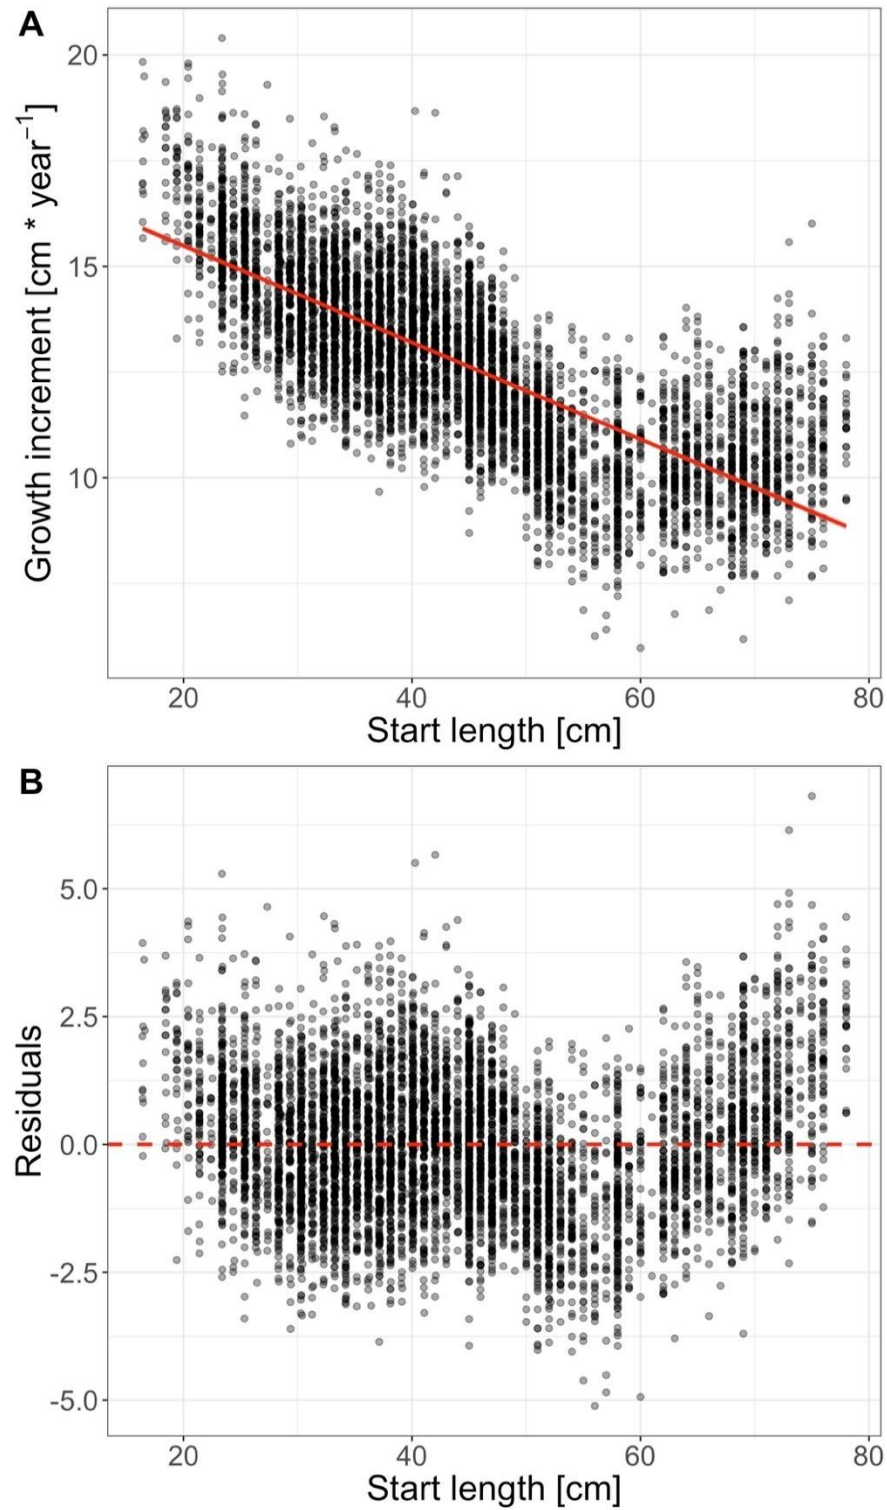 A
20
15
10
Growth increment [cm * year⁻¹]
20 40 60 80
Start length [cm]
B
5.0
2.5
0.0
-2.5
-5.0
Residuals
20 40 60 80
Start length [cm]